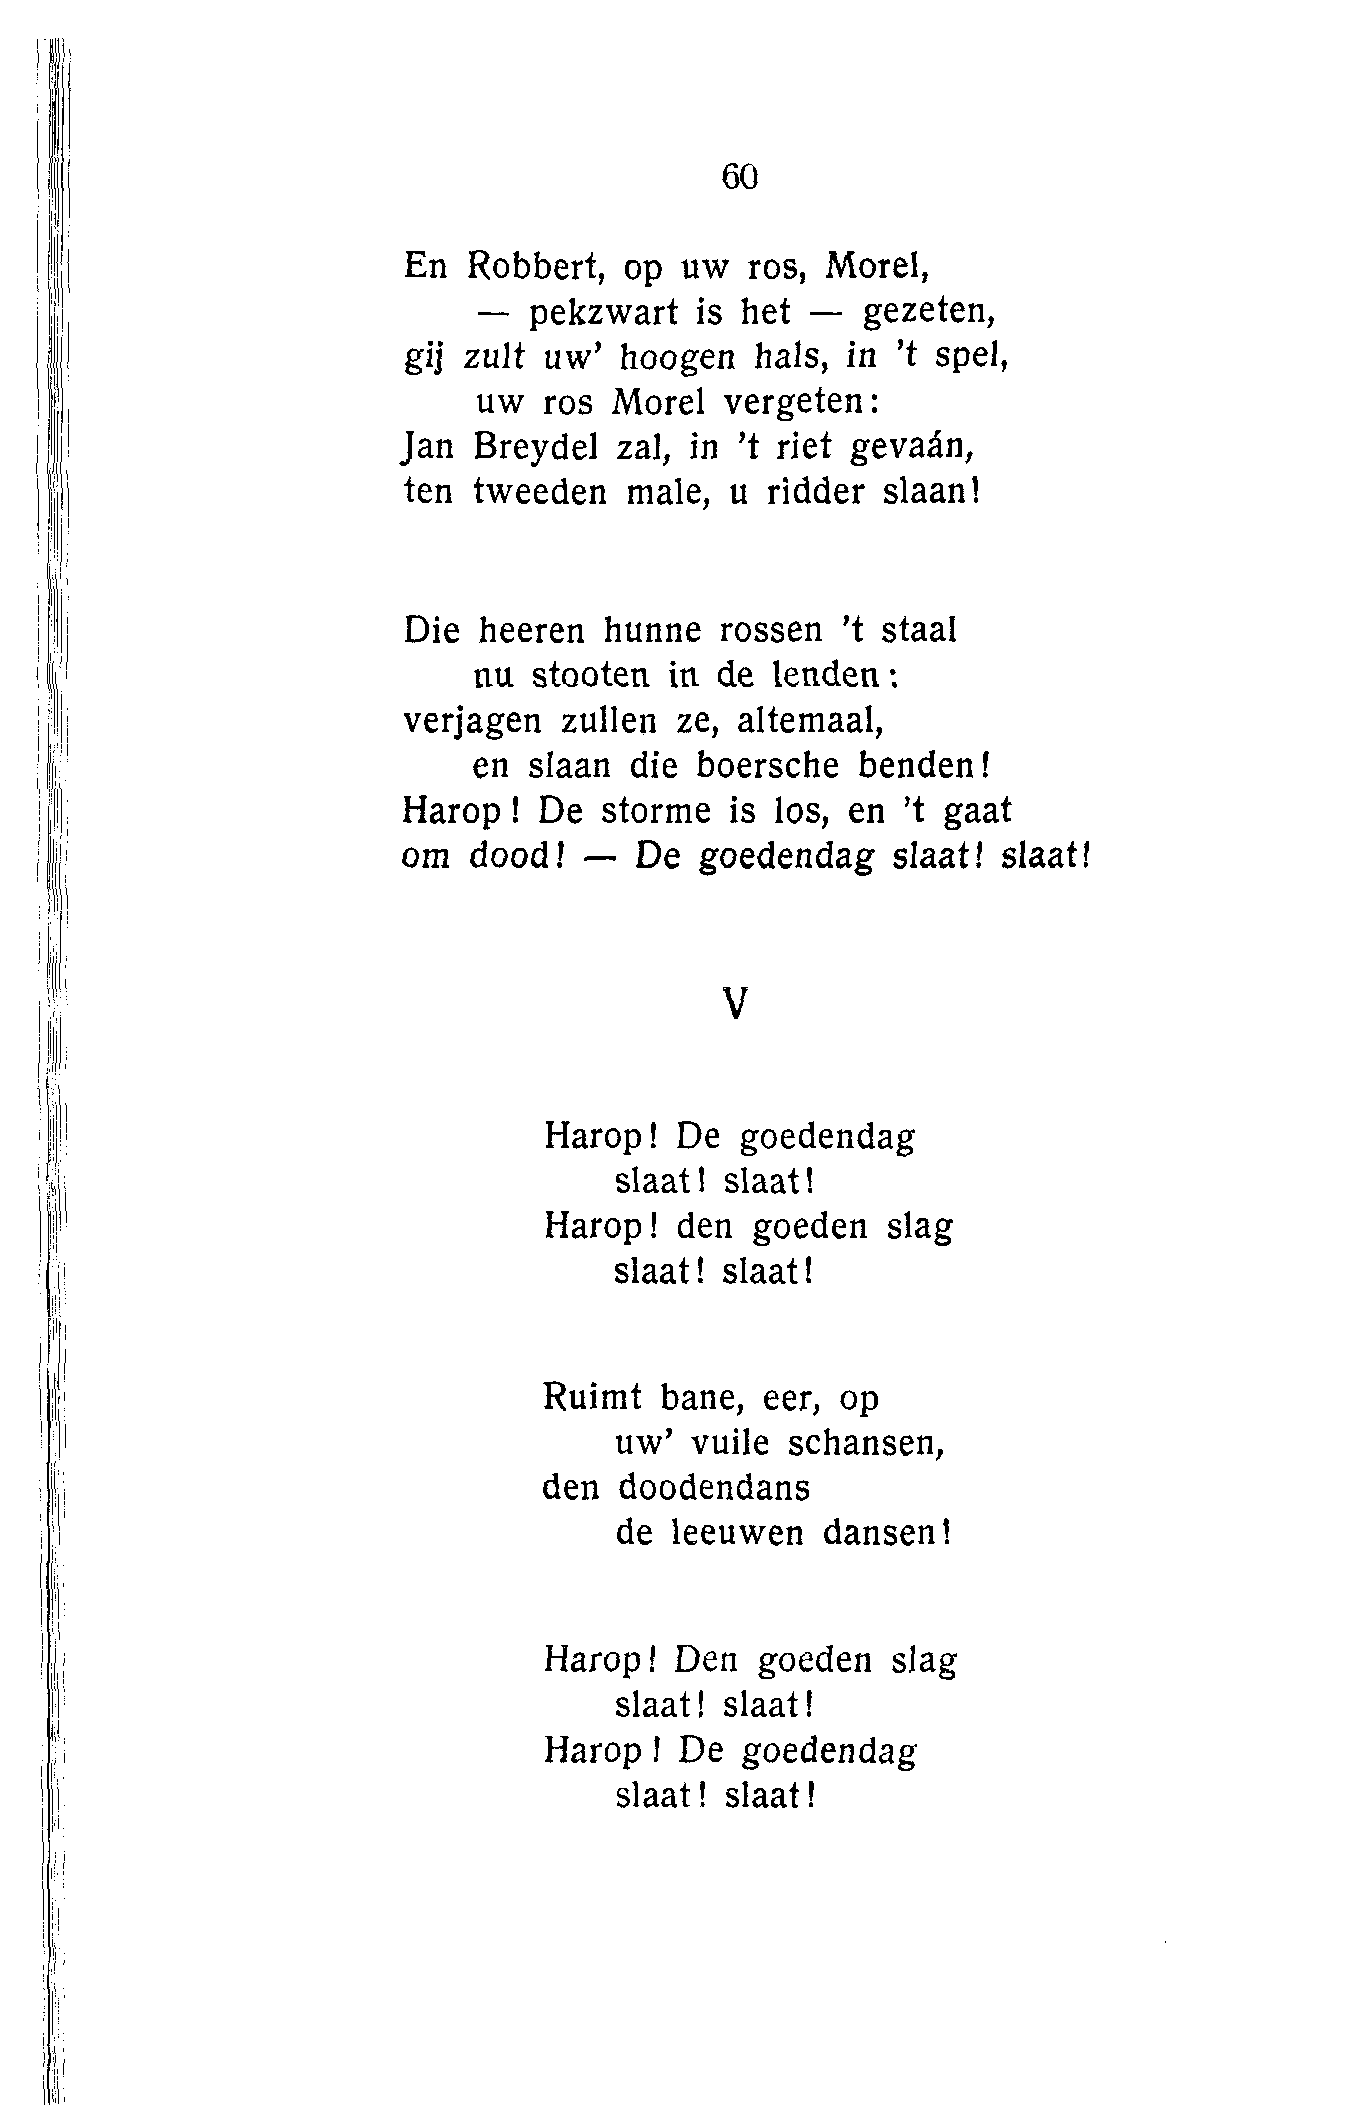 60
En Robbert, op uw ros, Morel,
— pekzwart is het — gezeten,
gij zult uw' hoogen hals, in 't spel,
uw ros Morel vergeten:
Jan Breydel zal, in 't riet gevaán,
ten tweeden male, u ridder slaan!
Die heeren hunne rossen 't staal
nu stooten in de lenden:
verjagen zullen ze, altemaal,
en slaan die boersche benden!
Harop! De storme is los, en 't gaat
om dood! — De goedendag slaat! slaat!
V
Harop! De goedendag
slaat! slaat!
Harop! den goeden slag
slaat! slaat!
Ruimt bane, eer, op
uw' vuile schansen,
den doodendans
de leeuwen dansen!
Harop! Den goeden slag
slaat! slaat!
Harop! De goedendag
slaat! slaat!